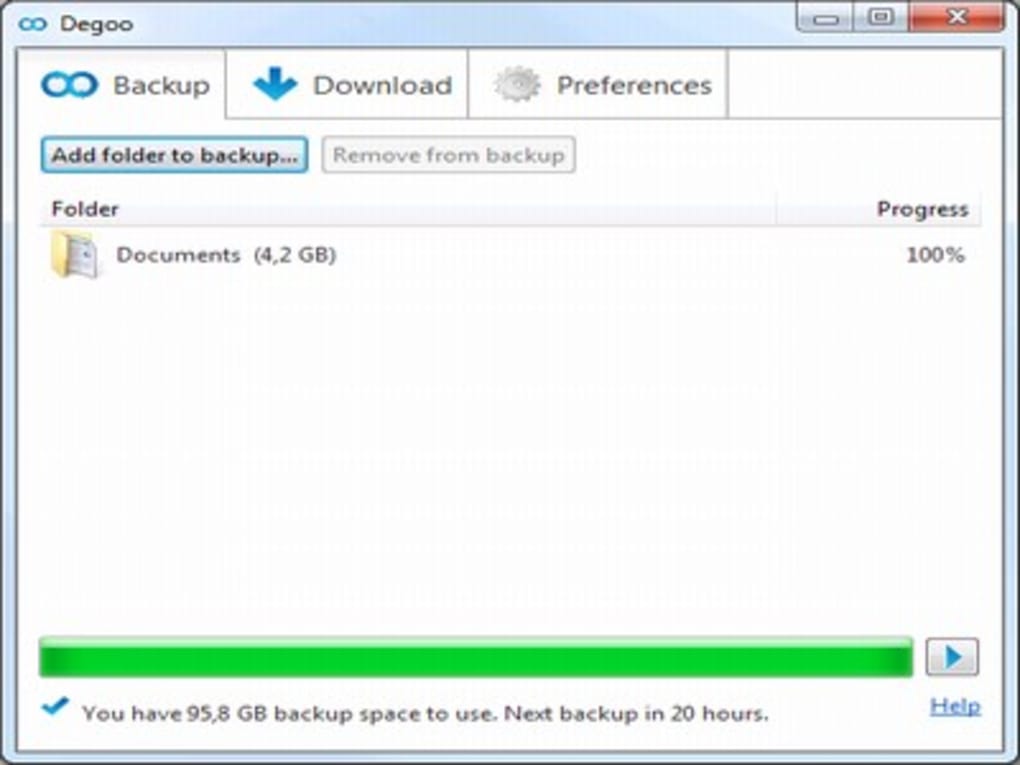 Degoo
Backup Download Preferences
Add folder to backup... Remove from backup
Folder Progress
Documents (4,2 GB) 100%
You have 95,8 GB backup space to use. Next backup in 20 hours. Help